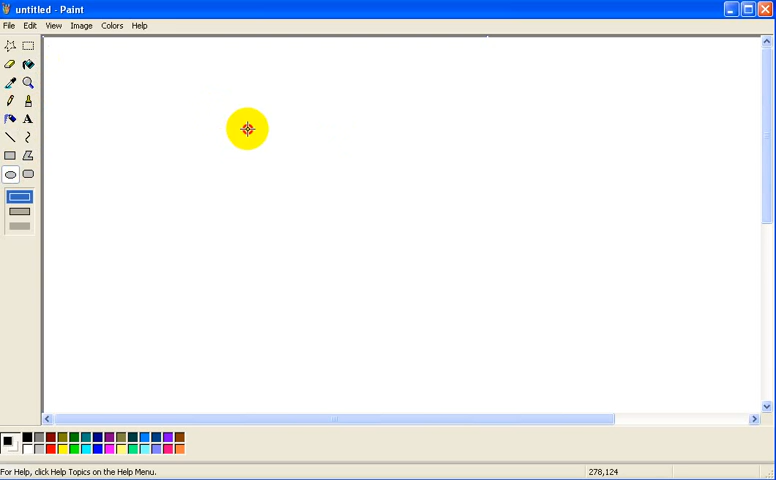 untitled - Paint
File Edit View Image Colors Help
A
For Help, click Help Topics on the Help Menu.
278,124